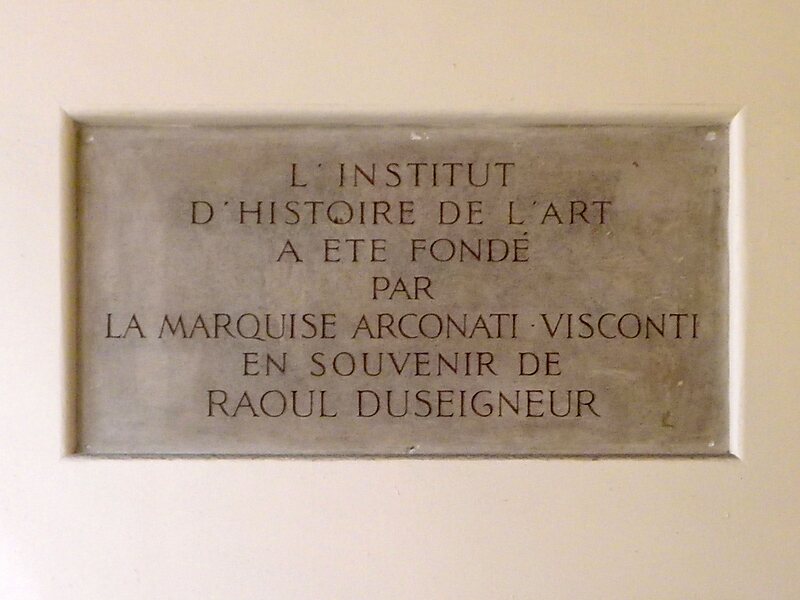 L'INSTITUT
D'HISTOIRE DE L'ART
A ETE FONDÉ
PAR
LA MARQUISE ARCONATI-VISCONTI
EN SOUVENIR DE
RAOUL DUSEIGNEUR